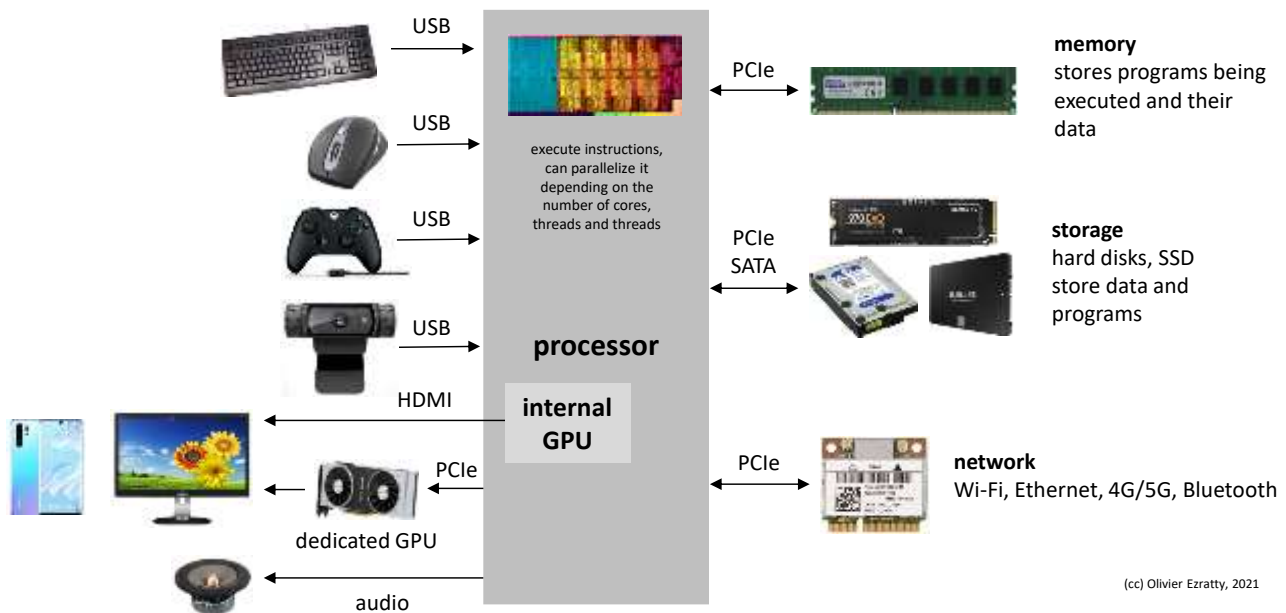 USB
USB
USB
USB
HDMI
PCIe
dedicated GPU
audio
execute instructions,
can parallelize it
depending on the
number of cores,
threads and threads
processor
internal
GPU
PCIe
memory
stores programs being
executed and their
data
PCIe
SATA
970 EVO
storage
hard disks, SSD
store data and
programs
PCIe
network
Wi-Fi, Ethernet, 4G/5G, Bluetooth
(cc) Olivier Ezratty, 2021